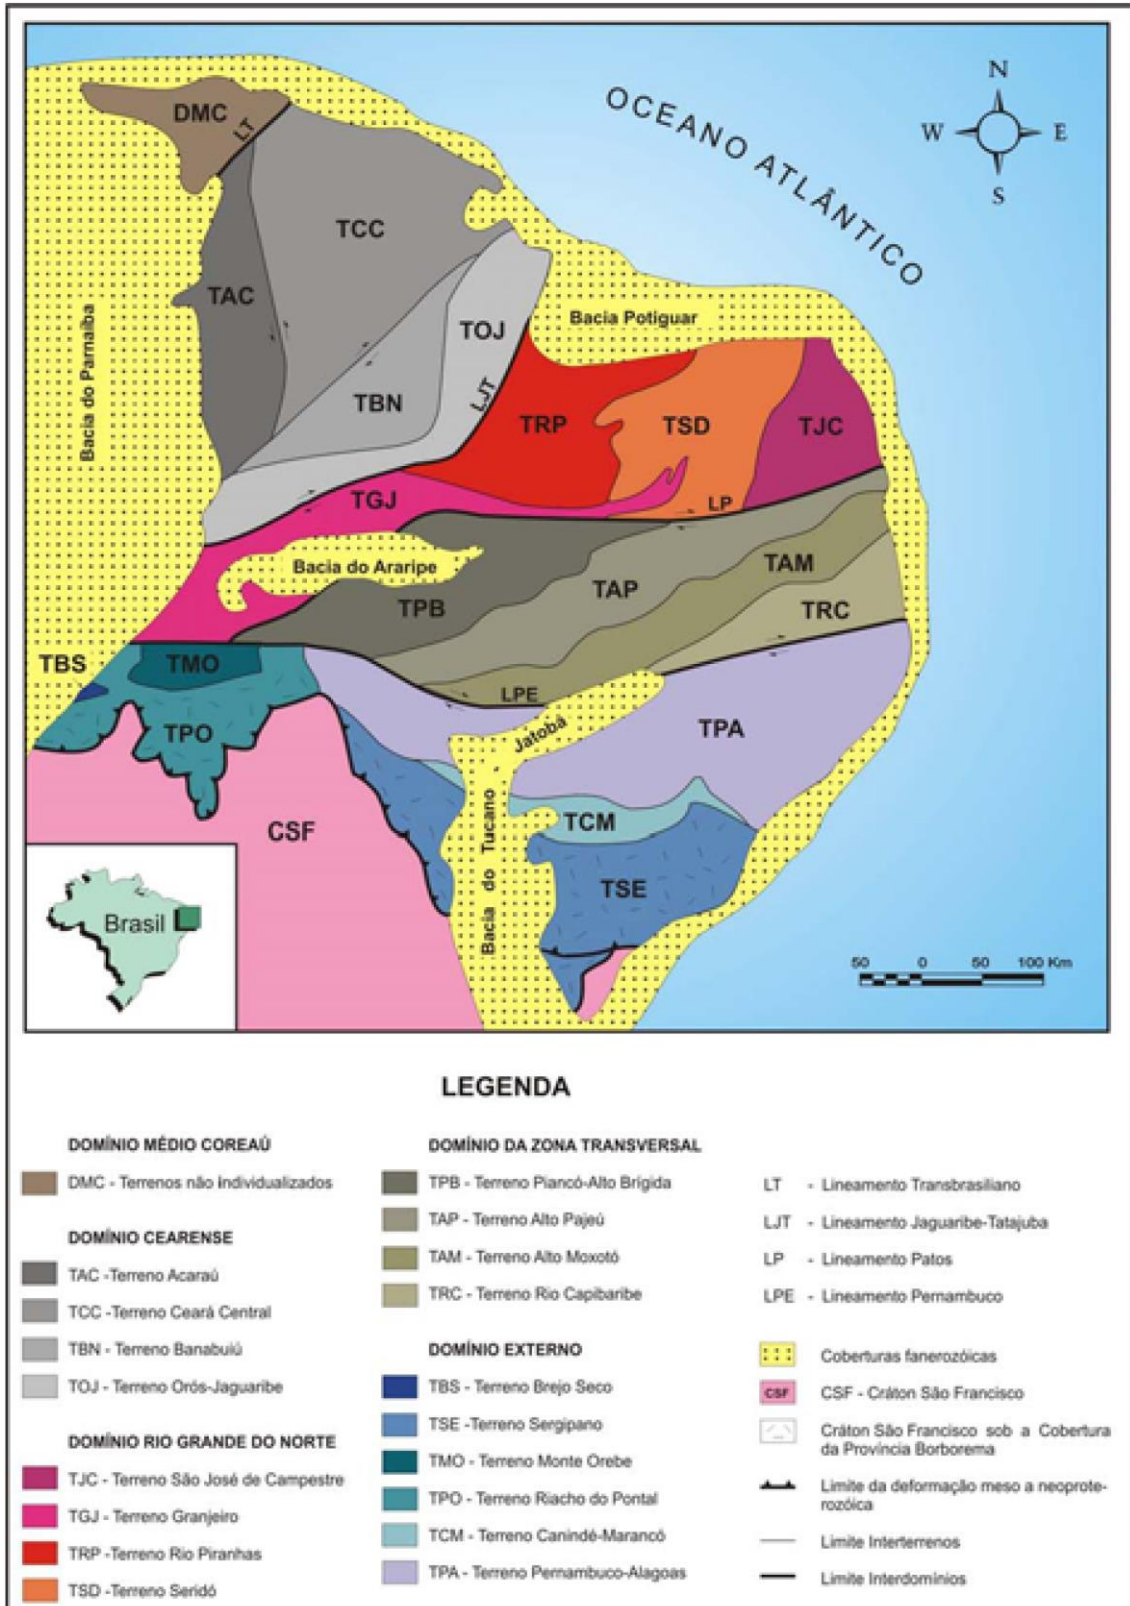 OCEANO ATLÂNTICO
N
W
E
S
DMC
LT
TCC
TAC
TOJ
TBN
LJT
Bacia do Parnaíba
Bacia Potiguar
TRP
TSD
TJC
TGJ
LP
Bacia do Araripe
TPB
TAP
TAM
TRC
TBS
TMO
LPE
TPO
Jatobá
TPA
CSF
Bacia do Tucano
TCM
TSE
Brasil
50 0 50 100 Km
LEGENDA
DOMÍNIO MÉDIO COREAÚ
DMC - Terrenos não individualizados
DOMÍNIO CEARENSE
TAC -Terreno Acaraú
TCC -Terreno Ceará Central
TBN - Terreno Banabuiú
TOJ - Terreno Orós-Jaguaribe
DOMÍNIO RIO GRANDE DO NORTE
TJC - Terreno São José de Campestre
TGJ - Terreno Granjeiro
TRP -Terreno Rio Piranhas
TSD -Terreno Seridó
DOMÍNIO DA ZONA TRANSVERSAL
TPB - Terreno Piancó-Alto Brígida
TAP - Terreno Alto Pajeú
TAM - Terreno Alto Moxotó
TRC - Terreno Rio Capibaribe
DOMÍNIO EXTERNO
TBS - Terreno Brejo Seco
TSE -Terreno Sergipano
TMO - Terreno Monte Orebe
TPO - Terreno Riacho do Pontal
TCM - Terreno Canindé-Marancó
TPA - Terreno Pernambuco-Alagoas
LT - Lineamento Transbrasiliano
LJT - Lineamento Jaguaribe-Tatajuba
LP - Lineamento Patos
LPE - Lineamento Pernambuco
Coberturas fanerozóicas
CSF CSF - Cráton São Francisco
Cráton São Francisco sob a Cobertura
da Província Borborema
Limite da deformação meso a neoprote-
rozóica
Limite Interterrenos
Limite Interdomínios